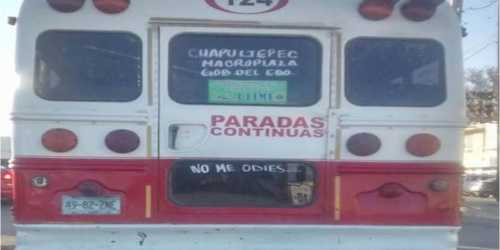 124
CHAPULTEPEC
MACROPLAZA
GOB DEL EDO.
PARADAS
CONTINUAS
NO ME ODIES